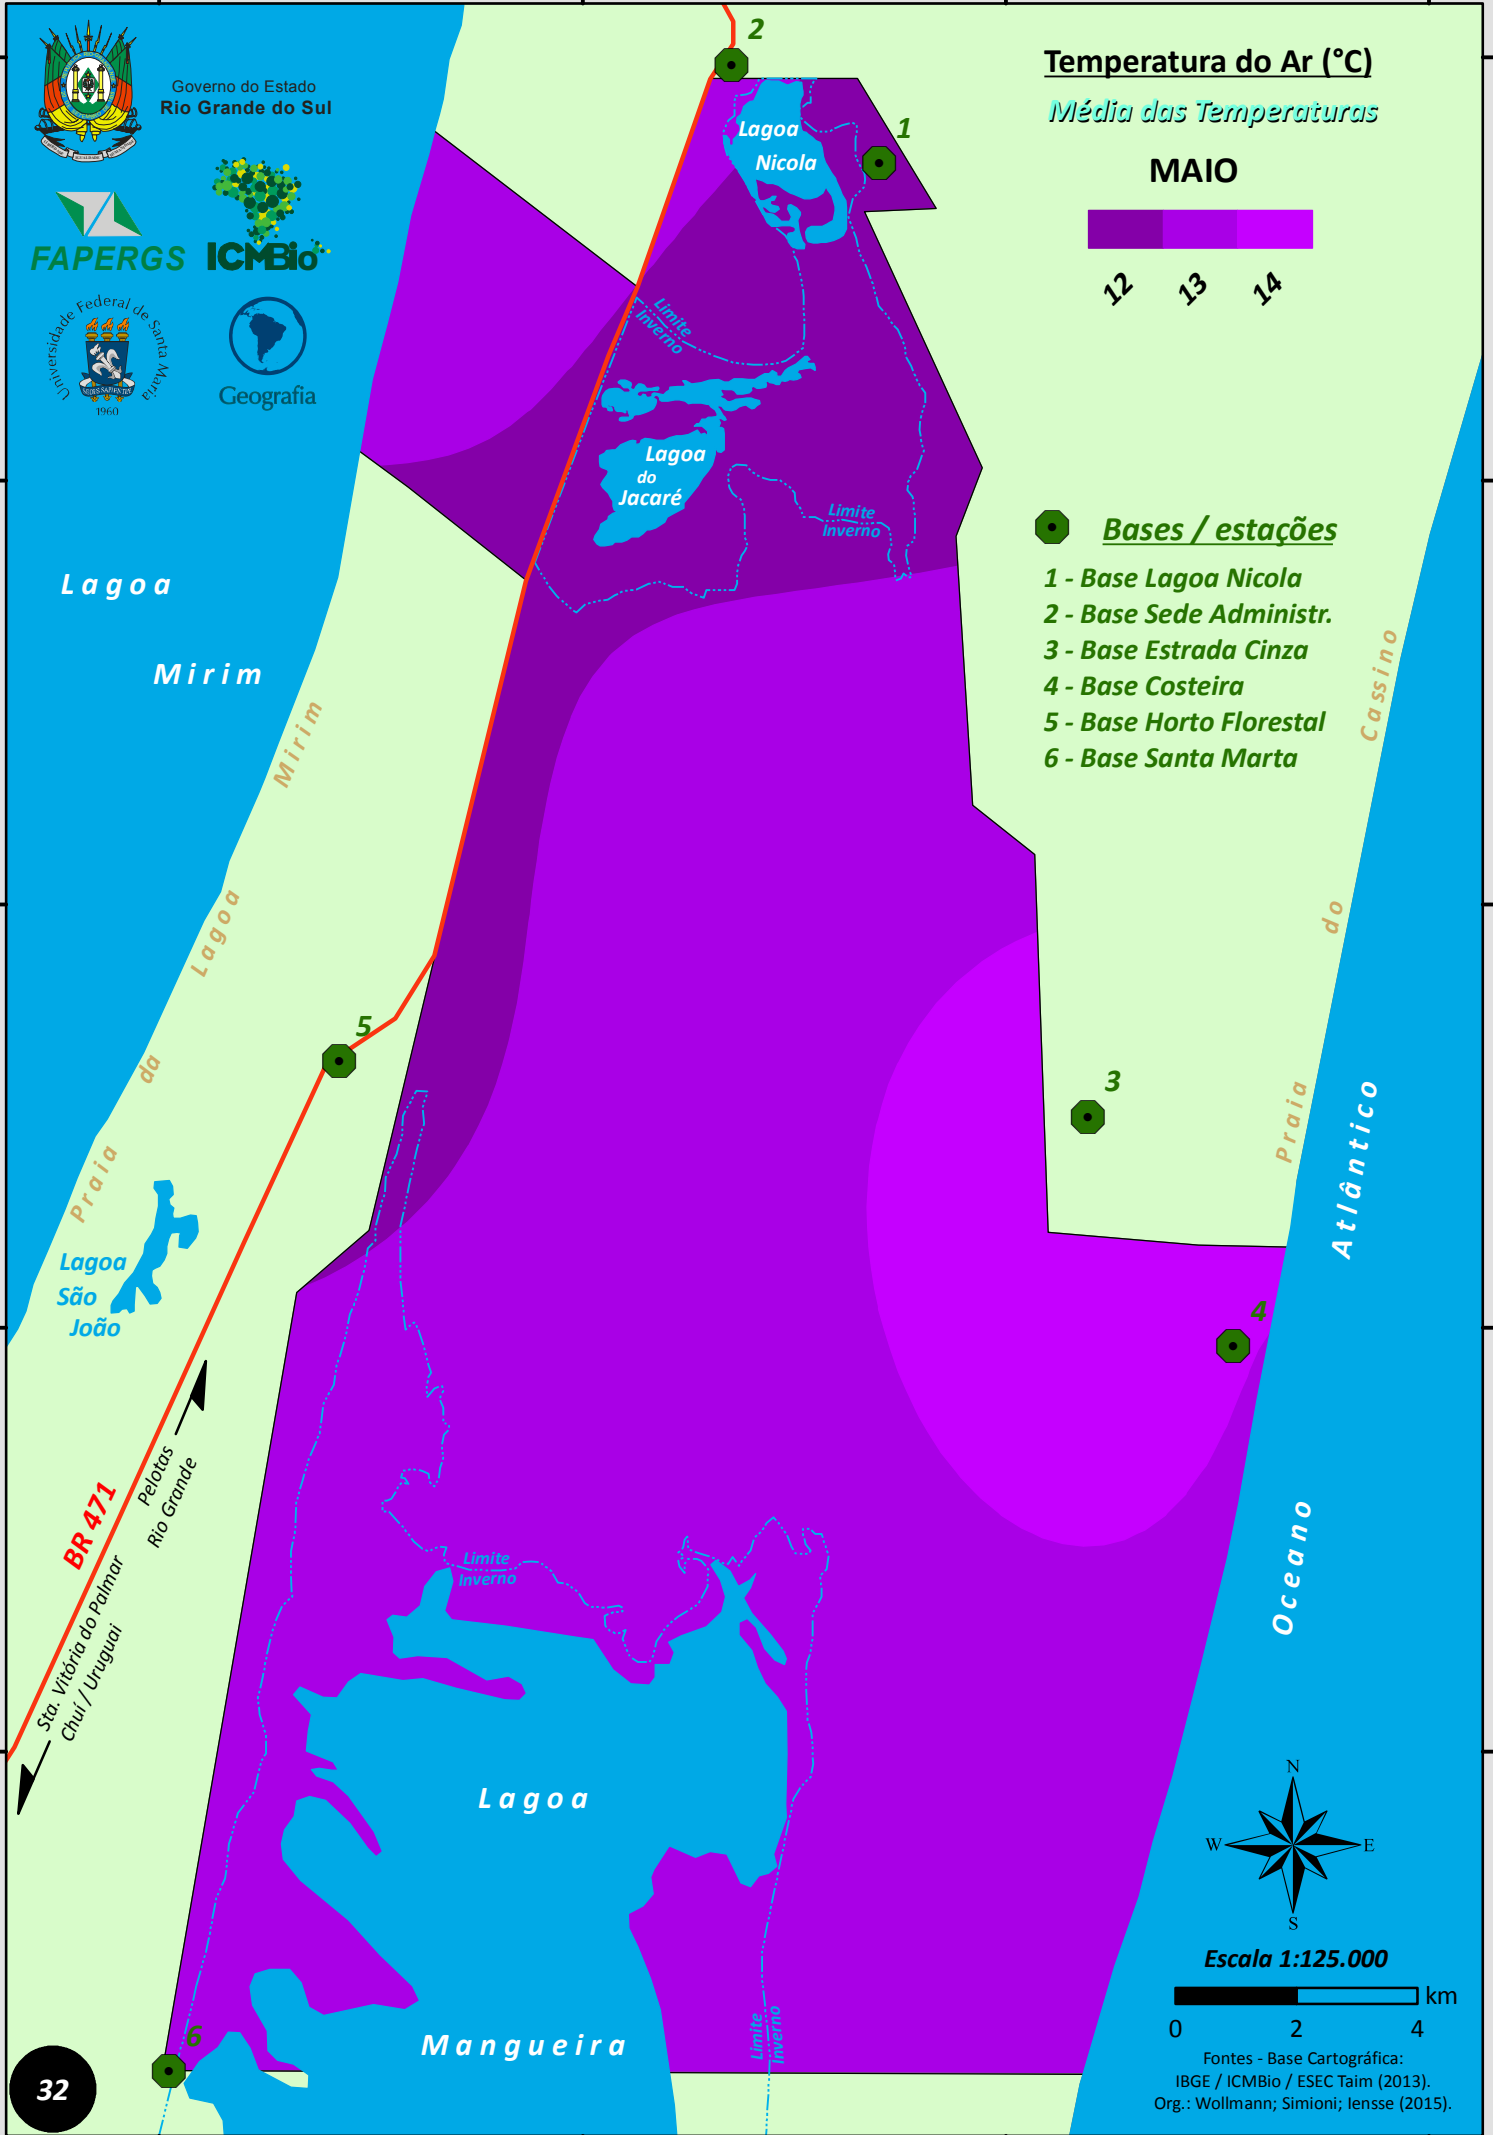 Governo do Estado
Rio Grande do Sul
FAPERGS
ICMBio
Universidade Federal de Santa Maria
SEDES SAPIENTIAE
1960
Geografia
Temperatura do Ar (°C)
Média das Temperaturas
MAIO
12
13
14
2
1
Lagoa
Nicola
Limite
Inverno
Lagoa
do
Jacaré
Limite
Inverno
Bases / estações
1 - Base Lagoa Nicola
2 - Base Sede Administr.
3 - Base Estrada Cinza
4 - Base Costeira
5 - Base Horto Florestal
6 - Base Santa Marta
Lagoa
Mirim
Praia da Lagoa Mirim
Praia do Cassino
5
3
4
Lagoa
São
João
Oceano Atlântico
BR 471
Pelotas
Rio Grande
Sta. Vitória do Palmar
Chuí / Uruguai
Limite
Inverno
Lagoa
Mangueira
Limite
Inverno
6
N
W
E
S
Escala 1:125.000
km
0
2
4
Fontes - Base Cartográfica:
IBGE / ICMBio / ESEC Taim (2013).
Org.: Wollmann; Simioni; Iensse (2015).
32